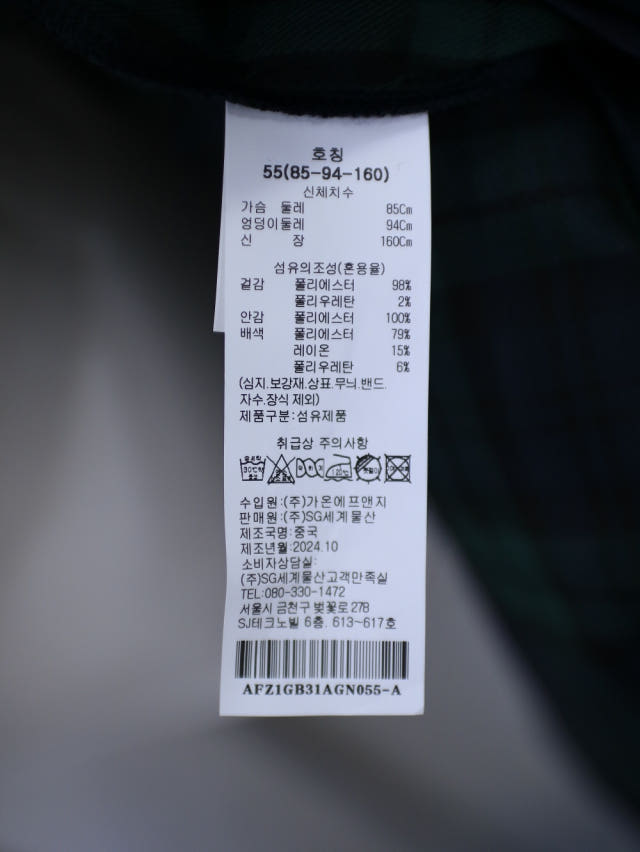 호칭
55(85-94-160)
신체치수
가슴 둘레 85Cm
엉덩이둘레 94Cm
신 장 160Cm
섬유의조성(혼용율)
겉감 폴리에스터 98%
폴리우레탄 2%
안감 폴리에스터 100%
배색 폴리에스터 79%
레이온 15%
폴리우레탄 6%
(심지.보강재.상표.무늬.밴드.
자수.장식 제외)
제품구분:섬유제품
취급상 주의사항
수입원:(주)가온에프앤지
판매원:(주)SG세계물산
제조국명:중국
제조년월:2024.10
소비자상담실:
(주)SG세계물산고객만족실
TEL:080-330-1472
서울시 금천구 벚꽃로 278
SJ테크노빌 6층. 613~617호
AFZ1GB31AGN055-A